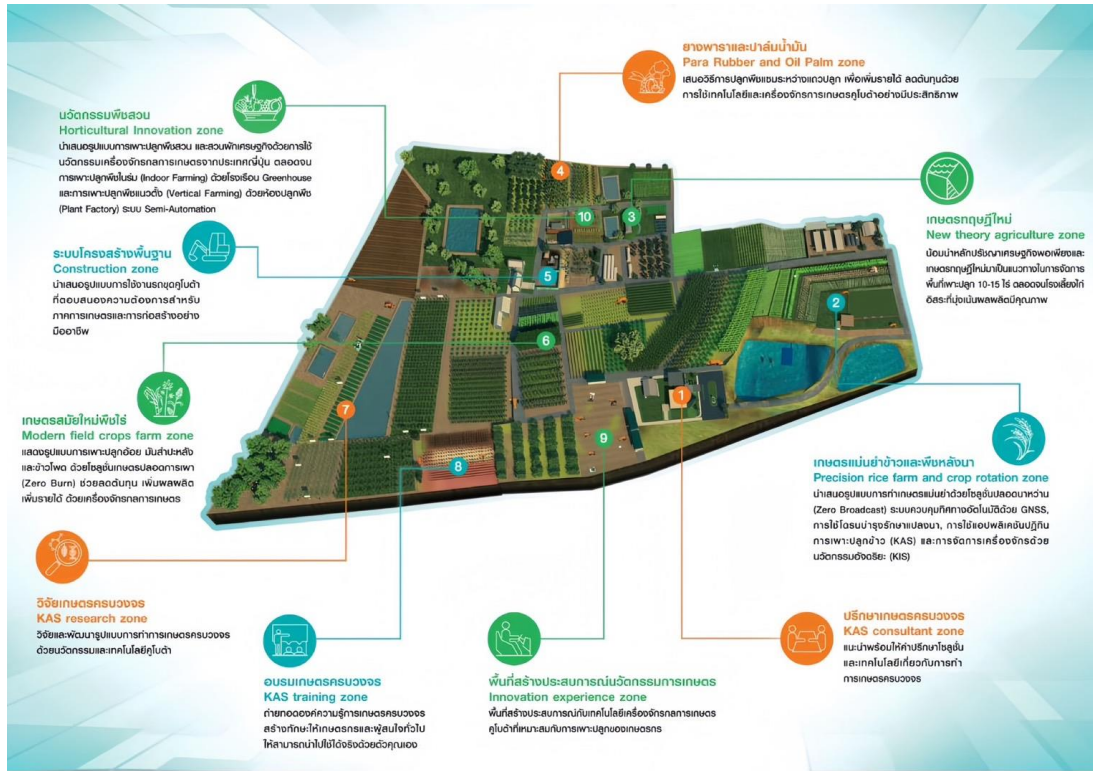 ยางพาราและปาล์มน้ำมัน
Para Rubber and Oil Palm zone
เสนอวิธีการปลูกพืชแซมระหว่างแถวปลูก เพื่อเพิ่มรายได้ ลดต้นทุนด้วย
การใช้เทคโนโลยีและเครื่องจักรการเกษตรคูโบต้าอย่างมีประสิทธิภาพ
นวัตกรรมพืชสวน
Horticultural Innovation zone
นำเสนอรูปแบบการเพาะปลูกพืชสวน และสวนผักเศรษฐกิจด้วยการใช้
นวัตกรรมเครื่องจักรกลการเกษตรจากประเทศญี่ปุ่น ตลอดจน
การเพาะปลูกพืชในร่ม (Indoor Farming) ด้วยโรงเรือน Greenhouse
และการเพาะปลูกพืชแนวตั้ง (Vertical Farming) ด้วยห้องปลูกพืช
(Plant Factory) ระบบ Semi-Automation
เกษตรทฤษฎีใหม่
New theory agriculture zone
น้อมนำหลักปรัชญาเศรษฐกิจพอเพียงและ
เกษตรทฤษฎีใหม่มาเป็นแนวทางในการจัดการ
พื้นที่เพาะปลูก 10-15 ไร่ ตลอดจนโรงเลี้ยงไก่
อิสระที่มุ่งเน้นผลผลิตมีคุณภาพ
ระบบโครงสร้างพื้นฐาน
Construction zone
นำเสนอรูปแบบการใช้งานรถขุดคูโบต้า
ที่ตอบสนองความต้องการสำหรับ
ภาคการเกษตรและการก่อสร้างอย่าง
มืออาชีพ
4
10
3
5
2
6
1
7
9
8
เกษตรสมัยใหม่พืชไร่
Modern field crops farm zone
แสดงรูปแบบการเพาะปลูกอ้อย มันสำปะหลัง
และข้าวโพด ด้วยโซลูชั่นเกษตรปลอดการเผา
(Zero Burn) ช่วยลดต้นทุน เพิ่มผลผลิต
เพิ่มรายได้ ด้วยเครื่องจักรกลการเกษตร
เกษตรแม่นยำข้าวและพืชหลังนา
Precision rice farm and crop rotation zone
นำเสนอรูปแบบการทำเกษตรแม่นยำด้วยโซลูชั่นปลอดนาหว่าน
(Zero Broadcast) ระบบควบคุมทิศทางอัตโนมัติด้วย GNSS,
การใช้โดรนบำรุงรักษาแปลงนา, การใช้แอปพลิเคชันปฏิทิน
การเพาะปลูกข้าว (KAS) และการจัดการเครื่องจักรด้วย
นวัตกรรมอัจฉริยะ (KIS)
วิจัยเกษตรครบวงจร
KAS research zone
วิจัยและพัฒนารูปแบบการทำการเกษตรครบวงจร
ด้วยนวัตกรรมและเทคโนโลยีคูโบต้า
อบรมเกษตรครบวงจร
KAS training zone
ถ่ายทอดองค์ความรู้การเกษตรครบวงจร
สร้างทักษะให้เกษตรกรและผู้สนใจทั่วไป
ให้สามารถนำไปใช้ได้จริงด้วยตัวคุณเอง
พื้นที่สร้างประสบการณ์นวัตกรรมการเกษตร
Innovation experience zone
พื้นที่สร้างประสบการณ์กับเทคโนโลยีเครื่องจักรกลการเกษตร
คูโบต้าที่เหมาะสมกับการเพาะปลูกของเกษตรกร
ปรึกษาเกษตรครบวงจร
KAS consultant zone
แนะนำพร้อมให้คำปรึกษาโซลูชั่น
และเทคโนโลยีเกี่ยวกับการทำ
การเกษตรครบวงจร